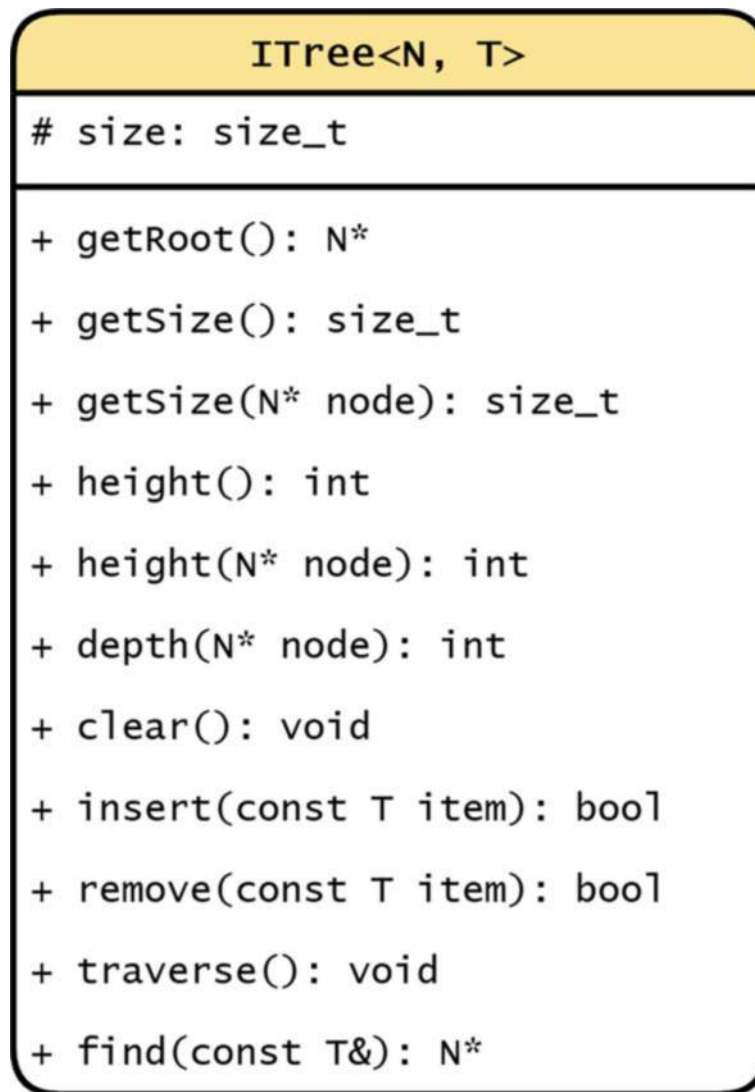 ITree<N, T>
# size: size_t
+ getRoot(): N*
+ getSize(): size_t
+ getSize(N* node): size_t
+ height(): int
+ height(N* node): int
+ depth(N* node): int
+ clear(): void
+ insert(const T item): bool
+ remove(const T item): bool
+ traverse(): void
+ find(const T&): N*